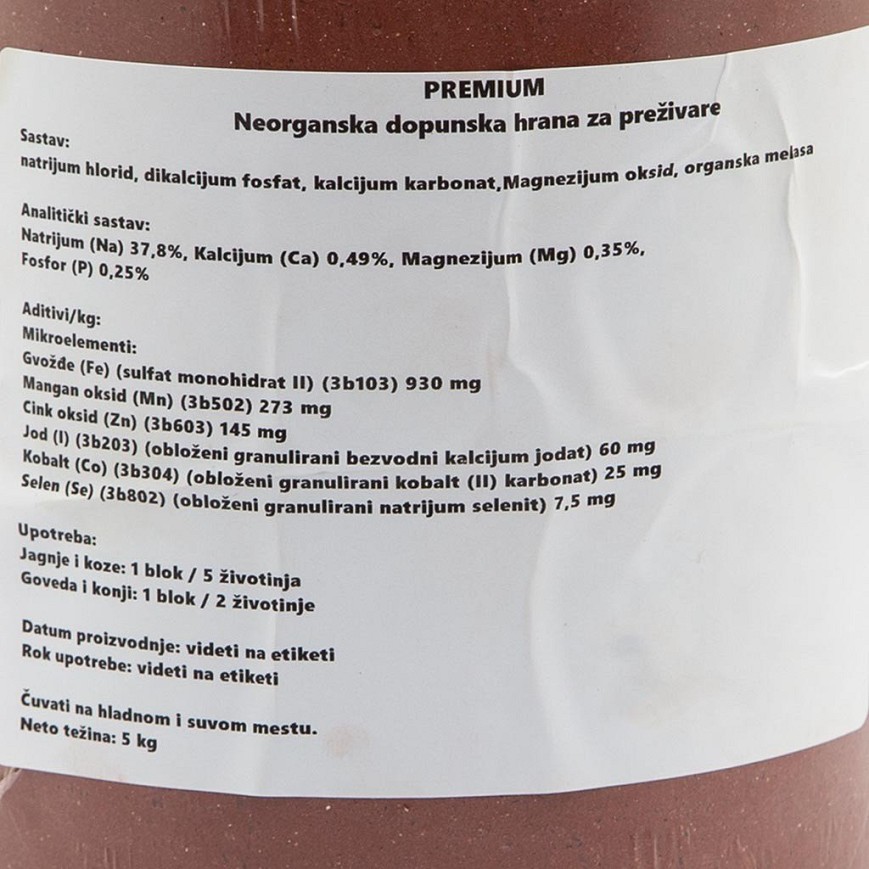 PREMIUM
Neorganska dopunska hrana za preživare
Sastav:
natrijum hlorid, dikalcijum fosfat, kalcijum karbonat,Magnezijum oksid, organska melasa
Analitički sastav:
Natrijum (Na) 37,8%, Kalcijum (Ca) 0,49%, Magnezijum (Mg) 0,35%,
Fosfor (P) 0,25%
Aditivi/kg:
Mikroelementi:
Gvožđe (Fe) (sulfat monohidrat II) (3b103) 930 mg
Mangan oksid (Mn) (3b502) 273 mg
Cink oksid (Zn) (3b603) 145 mg
Jod (I) (3b203) (obloženi granulirani bezvodni kalcijum jodat) 60 mg
Kobalt (Co) (3b304) (obloženi granulirani kobalt (II) karbonat) 25 mg
Selen (Se) (3b802) (obloženi granulirani natrijum selenit) 7,5 mg
Upotreba:
Jagnje i koze: 1 blok / 5 životinja
Goveda i konji: 1 blok / 2 životinje
Datum proizvodnje: videti na etiketi
Rok upotrebe: videti na etiketi
Čuvati na hladnom i suvom mestu.
Neto težina: 5 kg